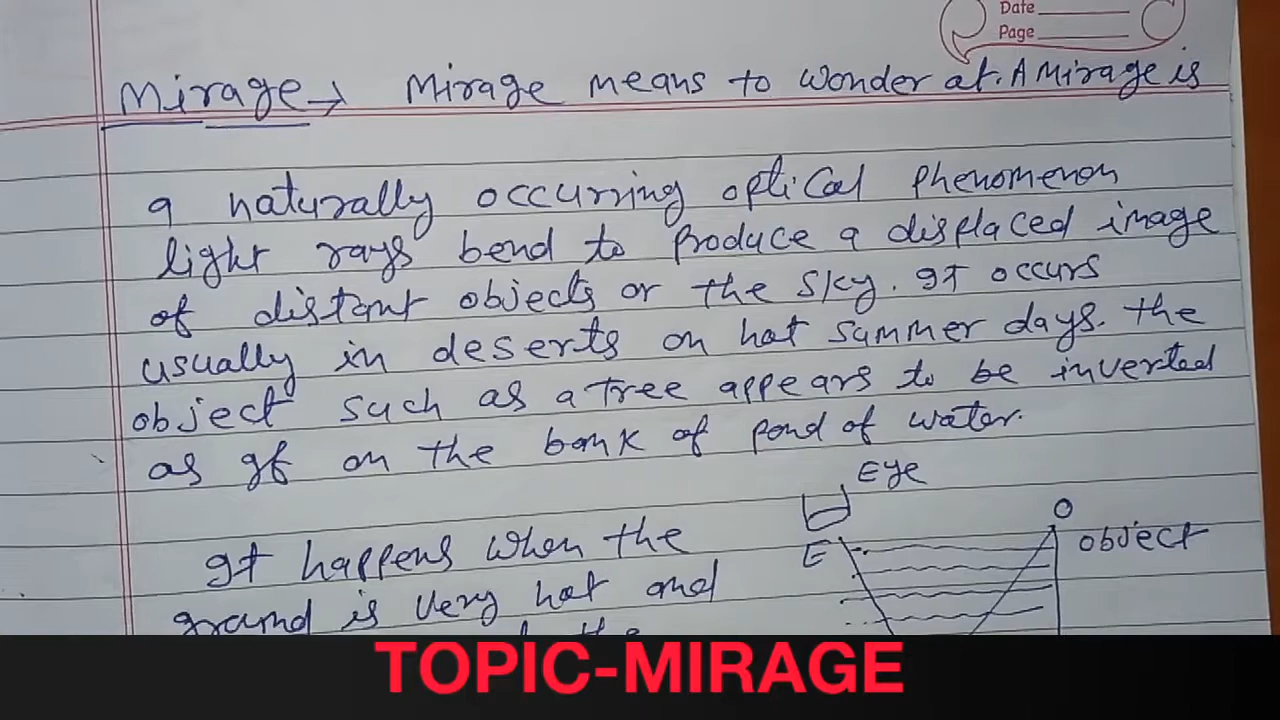 Date
Page
Mirage → Mirage means to wonder at. A Mirage is
a naturally occurring optical phenomenon
light rays bend to produce a displaced image
of distant objects or the sky. It occurs
usually in deserts on hot summer days. The
object such as a tree appears to be inverted
as If on the bank of pond of water.
Eye
O
E
object
It happens when the
ground is very hot and
the
TOPIC-MIRAGE